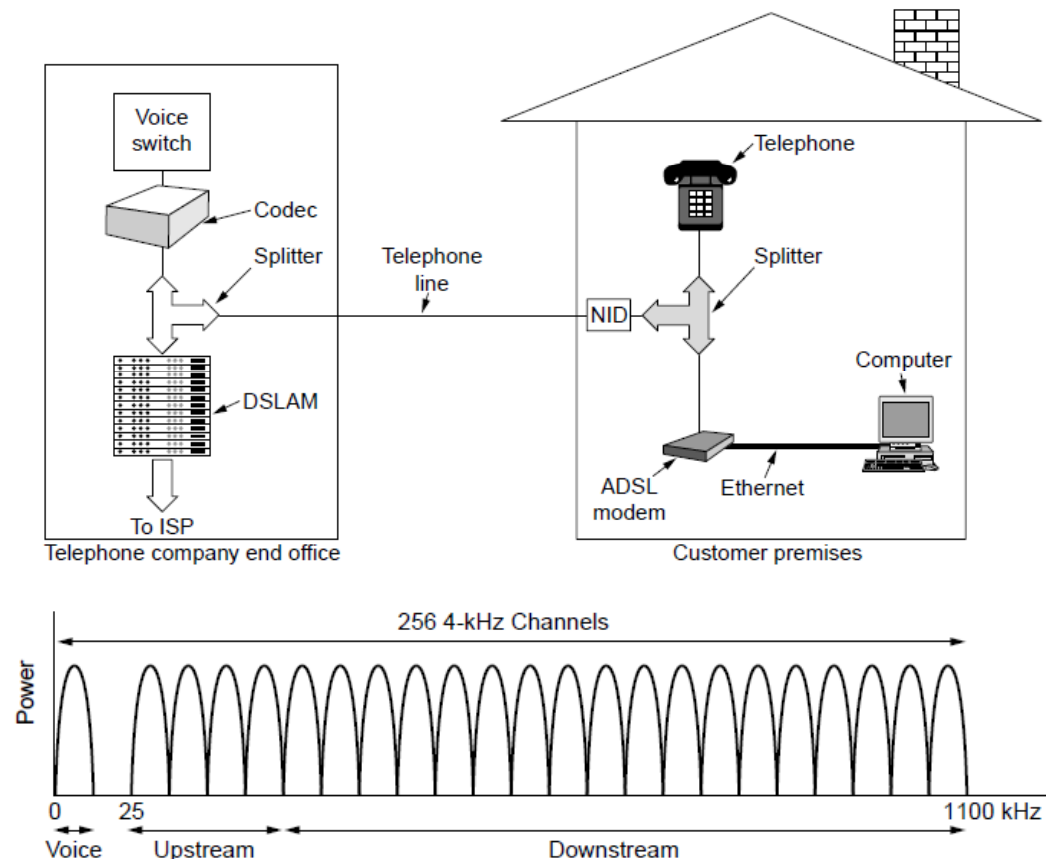 Voice
switch
Codec
Splitter
Telephone
line
DSLAM
To ISP
Telephone company end office
Telephone
Splitter
NID
Computer
ADSL
modem
Ethernet
Customer premises
256 4-kHz Channels
Power
0
25
1100 kHz
Voice
Upstream
Downstream